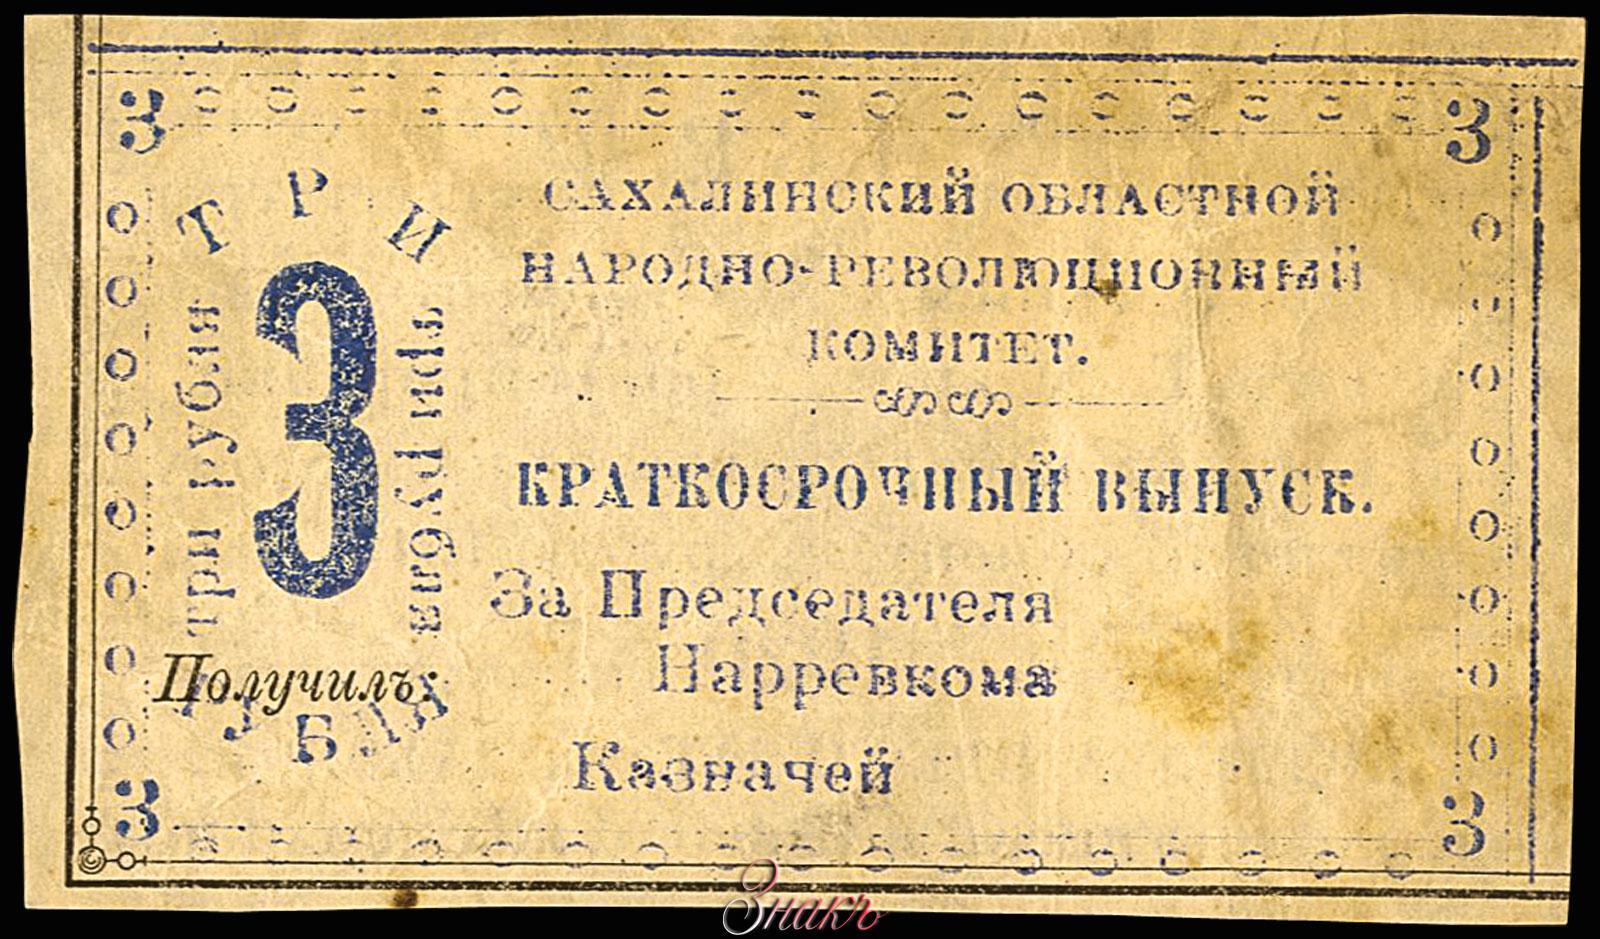 3
3
ТРИ
три рубля
3
три рубля
РУБЛЯ
Получилъ
САХАЛИНСКИЙ ОБЛАСТНОЙ
НАРОДНО-РЕВОЛЮЦИОННЫЙ
КОМИТЕТ.
КРАТКОСРОЧНЫЙ ВЫПУСК.
За Председателя
Нарревкома
Казначей
3
3
Знакъ